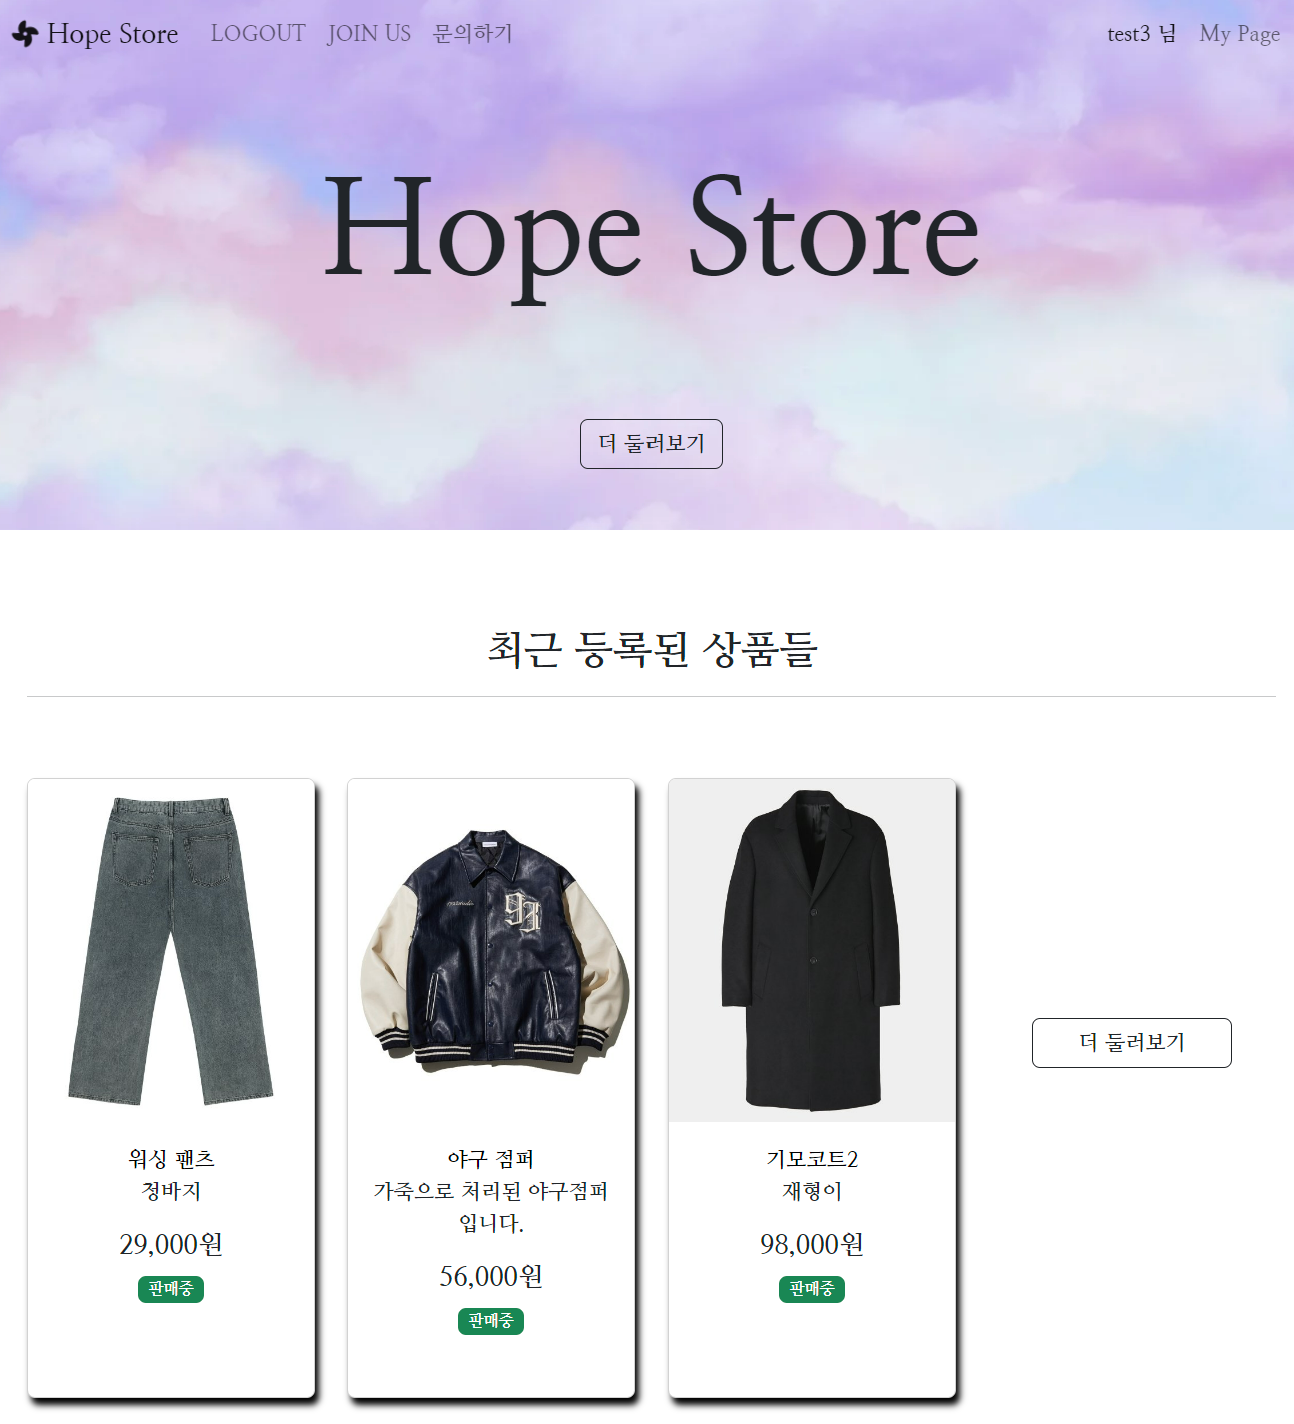 Hope Store LOGOUT JOIN US 문의하기 test3 님 My Page
Hope Store
더 둘러보기
최근 등록된 상품들
93
워싱 팬츠
청바지
29,000원
판매중
야구 점퍼
가죽으로 처리된 야구점퍼
입니다.
56,000원
판매중
기모코트2
재형이
98,000원
판매중
더 둘러보기